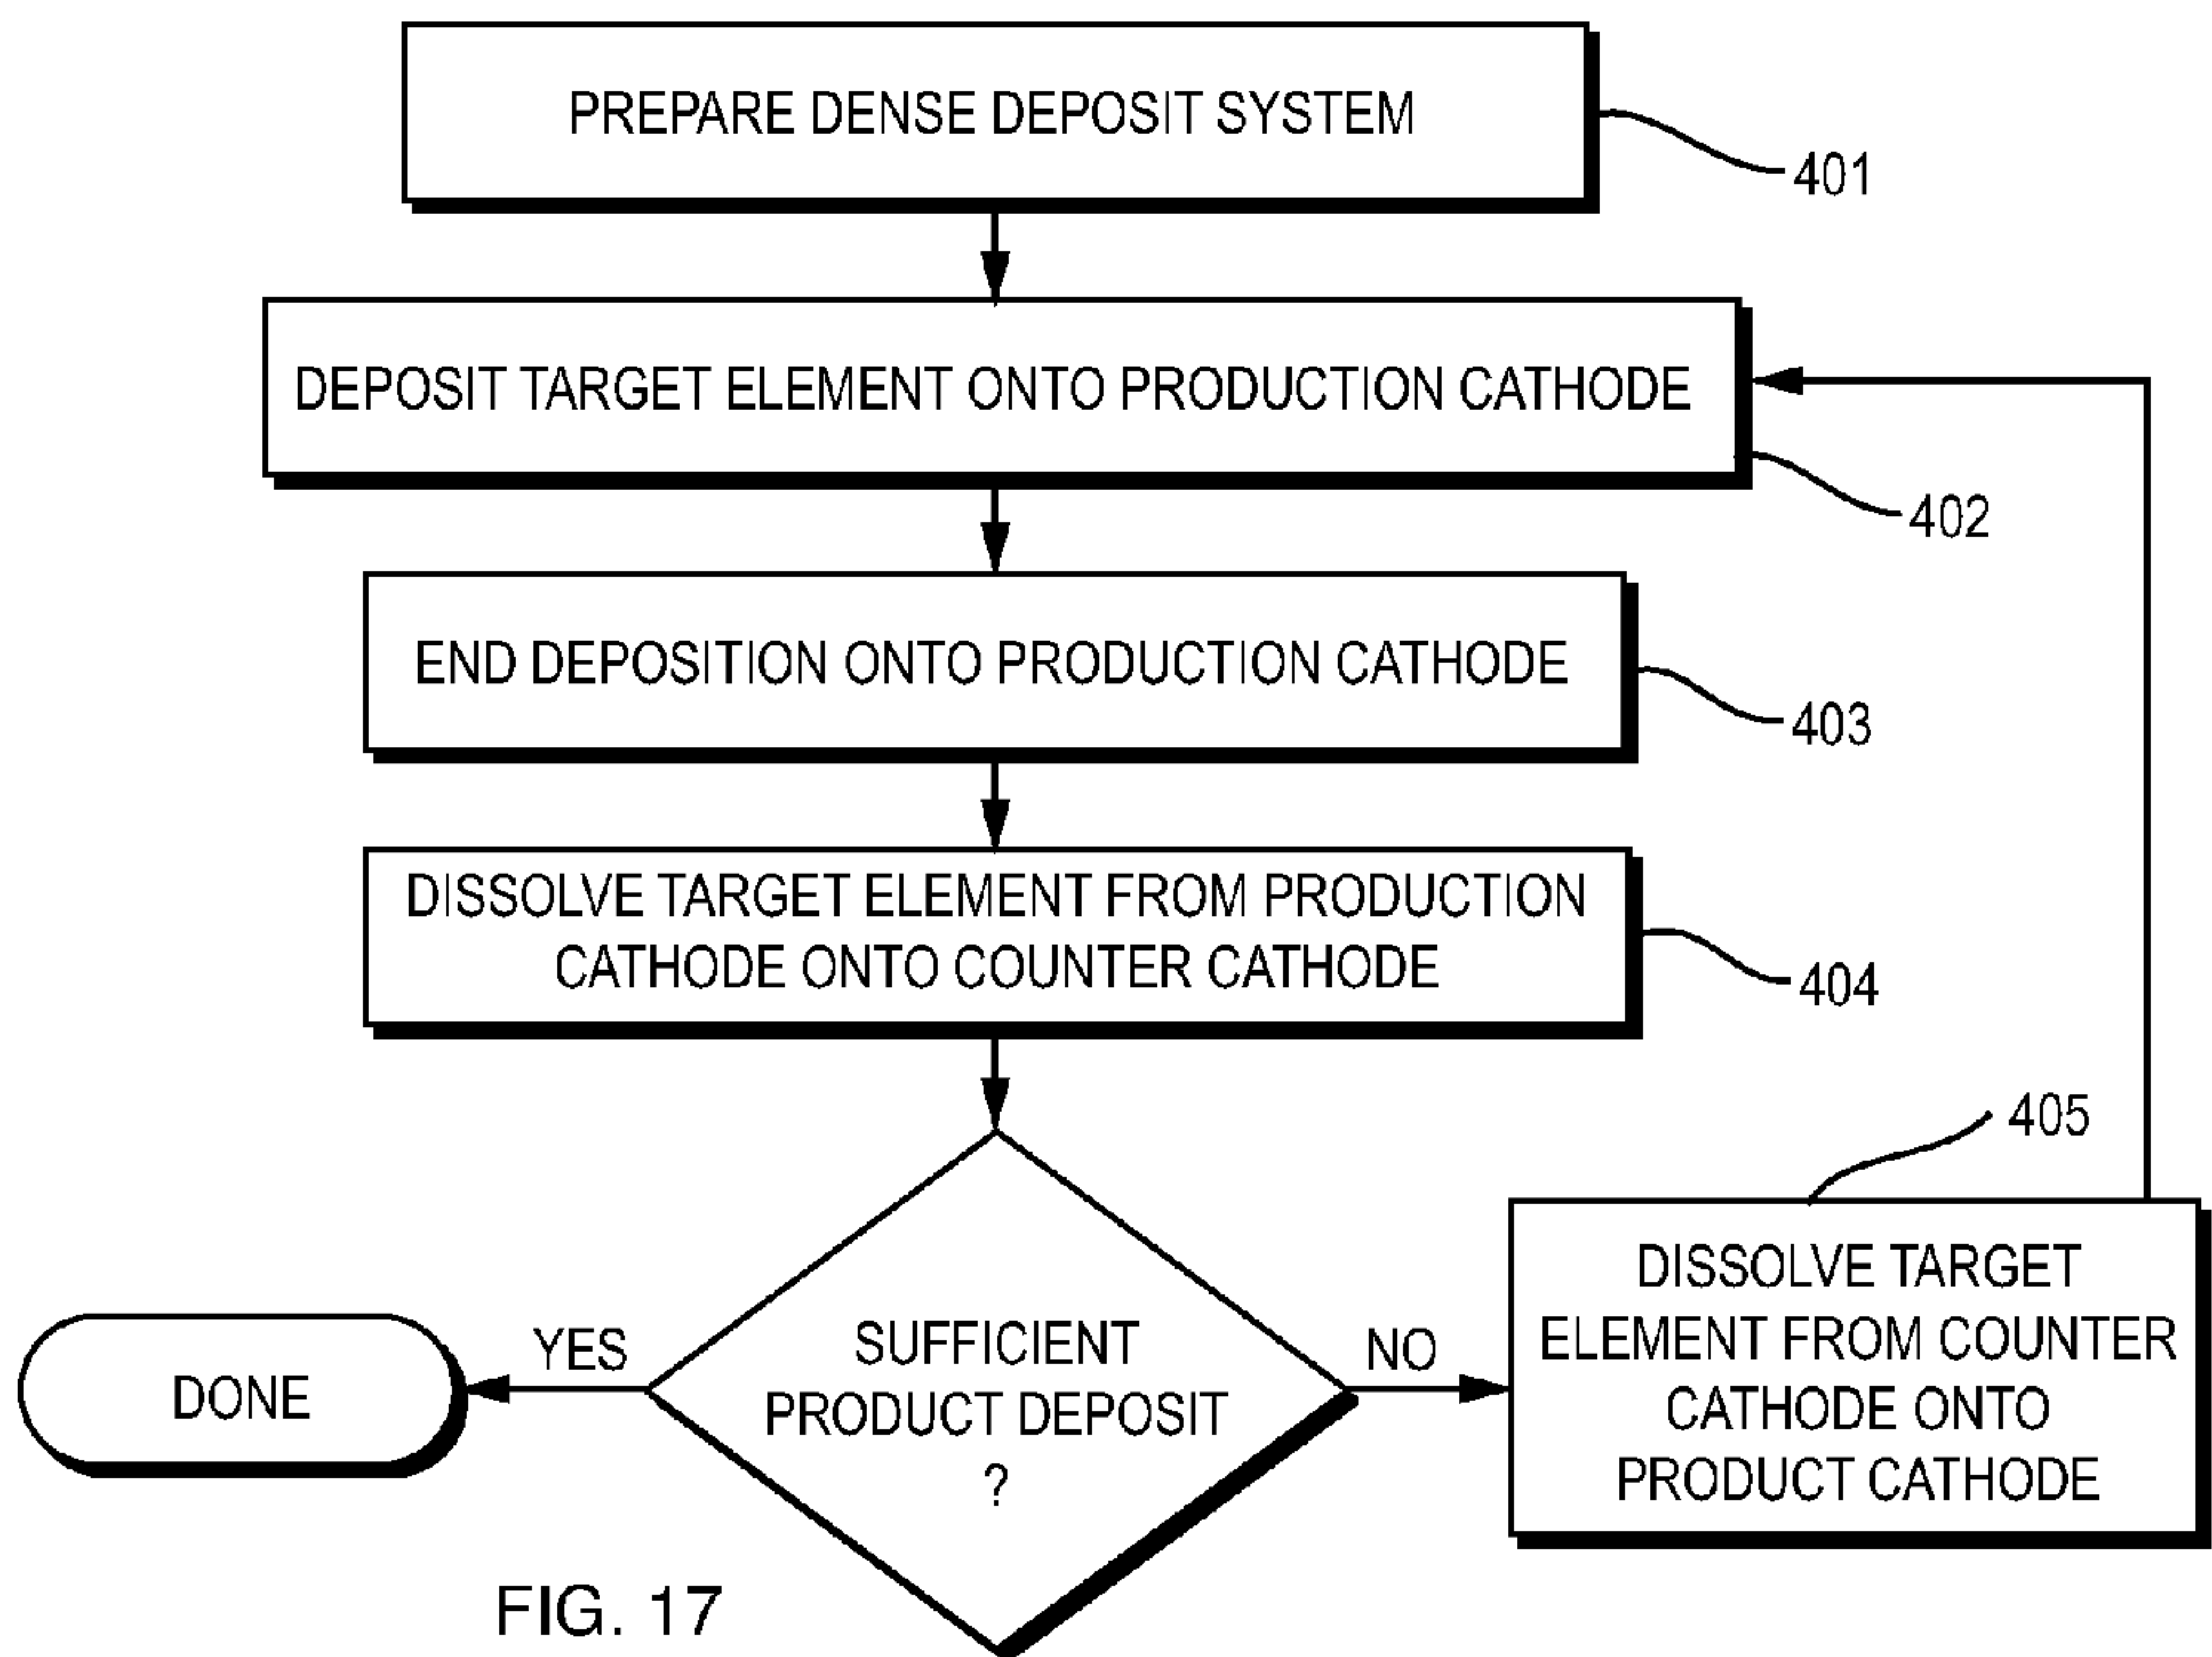 PREPARE DENSE DEPOSIT SYSTEM
401
DEPOSIT TARGET ELEMENT ONTO PRODUCTION CATHODE
402
END DEPOSITION ONTO PRODUCTION CATHODE
403
DISSOLVE TARGET ELEMENT FROM PRODUCTION
CATHODE ONTO COUNTER CATHODE
404
SUFFICIENT
PRODUCT DEPOSIT
?
YES
DONE
NO
405
DISSOLVE TARGET
ELEMENT FROM COUNTER
CATHODE ONTO
PRODUCT CATHODE
FIG. 17